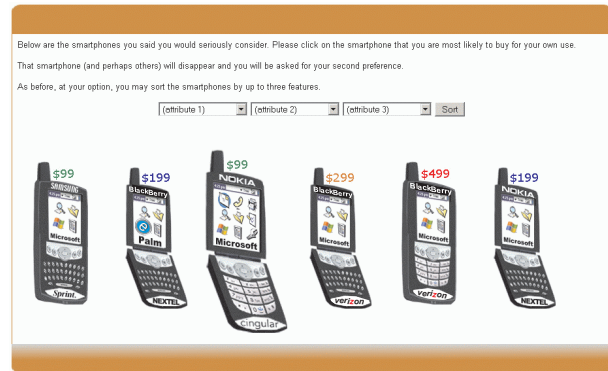 Below are the smartphones you said you would seriously consider. Please click on the smartphone that you are most likely to buy for your own use.
That smartphone (and perhaps others) will disappear and you will be asked for your second preference.
As before, at your option, you may sort the smartphones by up to three features.
(attribute 1) (attribute 2) (attribute 3) Sort
$99 $199 $99 $299 $499 $199
SAMSUNG BlackBerry NOKIA BlackBerry BlackBerry NOKIA
Microsoft Palm Microsoft Microsoft Microsoft Microsoft
Sprint. NEXTEL cingular verizon verizon NEXTEL